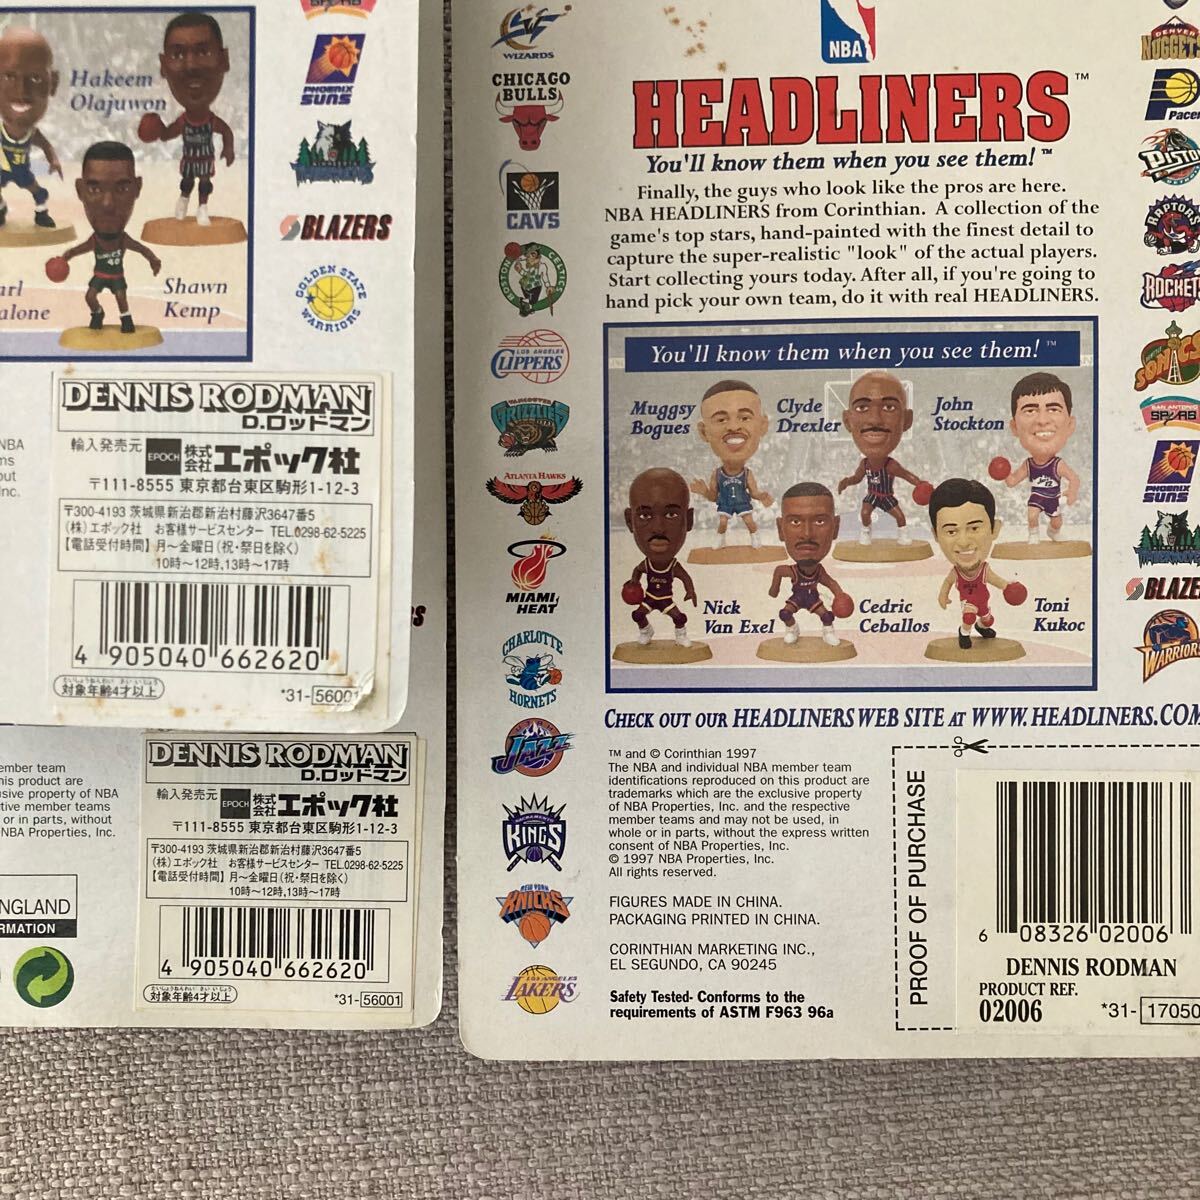 Hakeem
Olajuwon
PHOENIX
SUNS
BLAZERS
GOLDEN STATE
WARRIORS
Shawn
Kemp
DENNIS RODMAN
D.ロッドマン
輸入発売元 EPOCH 株式会社エポック社
〒111-8555 東京都台東区駒形1-12-3
〒300-4193 茨城県新治郡新治村藤沢3647番5
(株)エポック社 お客様サービスセンター TEL.0298-62-5225
【電話受付時間】月~金曜日(祝・祭日を除く)
10時~12時,13時~17時
4 905040 662620
対象年齢4才以上
*31-56001
DENNIS RODMAN
D.ロッドマン
輸入発売元 EPOCH 株式会社エポック社
〒111-8555 東京都台東区駒形1-12-3
〒300-4193 茨城県新治郡新治村藤沢3647番5
(株)エポック社 お客様サービスセンター TEL.0298-62-5225
【電話受付時間】月~金曜日(祝・祭日を除く)
10時~12時,13時~17時
4 905040 662620
対象年齢4才以上
*31-56001
member teams
or in parts, without
NBA Properties, Inc.
WIZARDS
CHICAGO
BULLS
CAVS
BOSTON CELTICS
LOS ANGELES
CLIPPERS
VANCOUVER
GRIZZLIES
ATLANTA HAWKS
MIAMI
HEAT
CHARLOTTE
HORNETS
JAZZ
SACRAMENTO
KINGS
NEW YORK
KNICKS
LOS ANGELES
LAKERS
NBA
HEADLINERS™
You'll know them when you see them!™
Finally, the guys who look like the pros are here.
NBA HEADLINERS from Corinthian. A collection of the
game's top stars, hand-painted with the finest detail to
capture the super-realistic "look" of the actual players.
Start collecting yours today. After all, if you're going to
hand pick your own team, do it with real HEADLINERS.
You'll know them when you see them!™
Muggsy
Bogues
Clyde
Drexler
John
Stockton
Nick
Van Exel
Cedric
Ceballos
Toni
Kukoc
CHECK OUT OUR HEADLINERS WEB SITE AT WWW.HEADLINERS.COM
™ and © Corinthian 1997
The NBA and individual NBA member team
identifications reproduced on this product are
trademarks which are the exclusive property
of NBA Properties, Inc. and the respective
member teams and may not be used, in
whole or in parts, without the express written
consent of NBA Properties, Inc.
© 1997 NBA Properties, Inc.
All rights reserved.
FIGURES MADE IN CHINA.
PACKAGING PRINTED IN CHINA.
CORINTHIAN MARKETING INC.,
EL SEGUNDO, CA 90245
Safety Tested- Conforms to the
requirements of ASTM F963 96a
PROOF OF PURCHASE
6 08326 02006
DENNIS RODMAN
PRODUCT REF.
02006
*31-17050
DENVER
NUGGETS
RAPTORS
SONICS
SAN ANTONIO
SPURS
PHOENIX
SUNS
WARRIORS